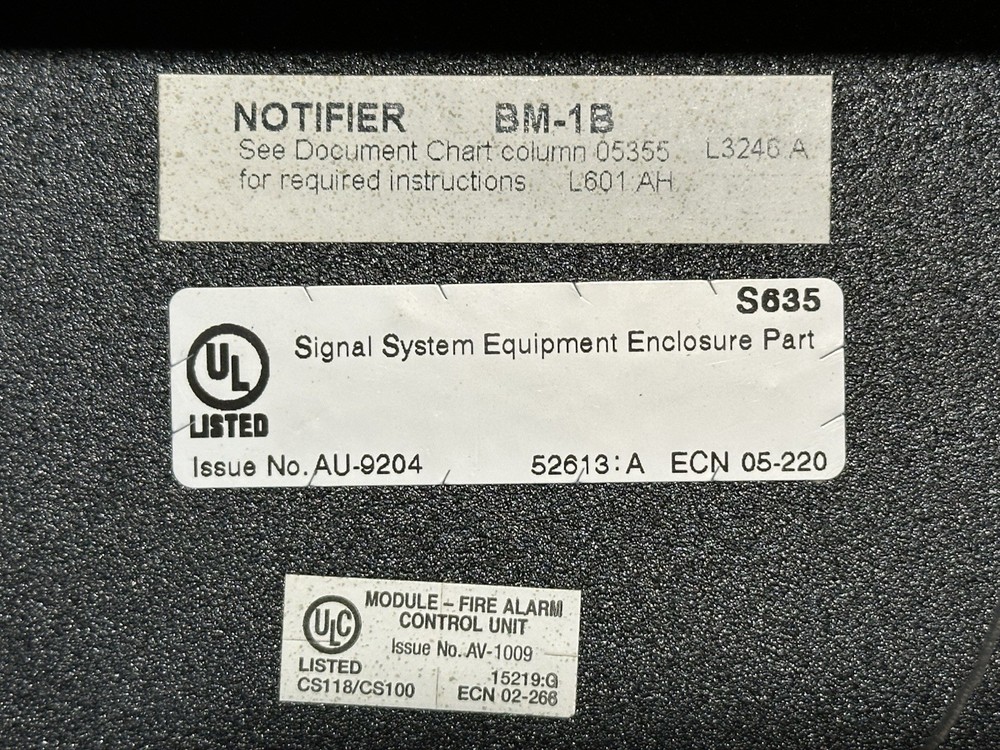 NOTIFIER BM-1B
See Document Chart column 05355 L3246 A
for required instructions L601 AH
S635
UL Signal System Equipment Enclosure Part
LISTED
Issue No. AU-9204 52613:A ECN 05-220
MODULE - FIRE ALARM
CONTROL UNIT
ULC
Issue No. AV-1009
LISTED
15219:G
CS118/CS100
ECN 02-266